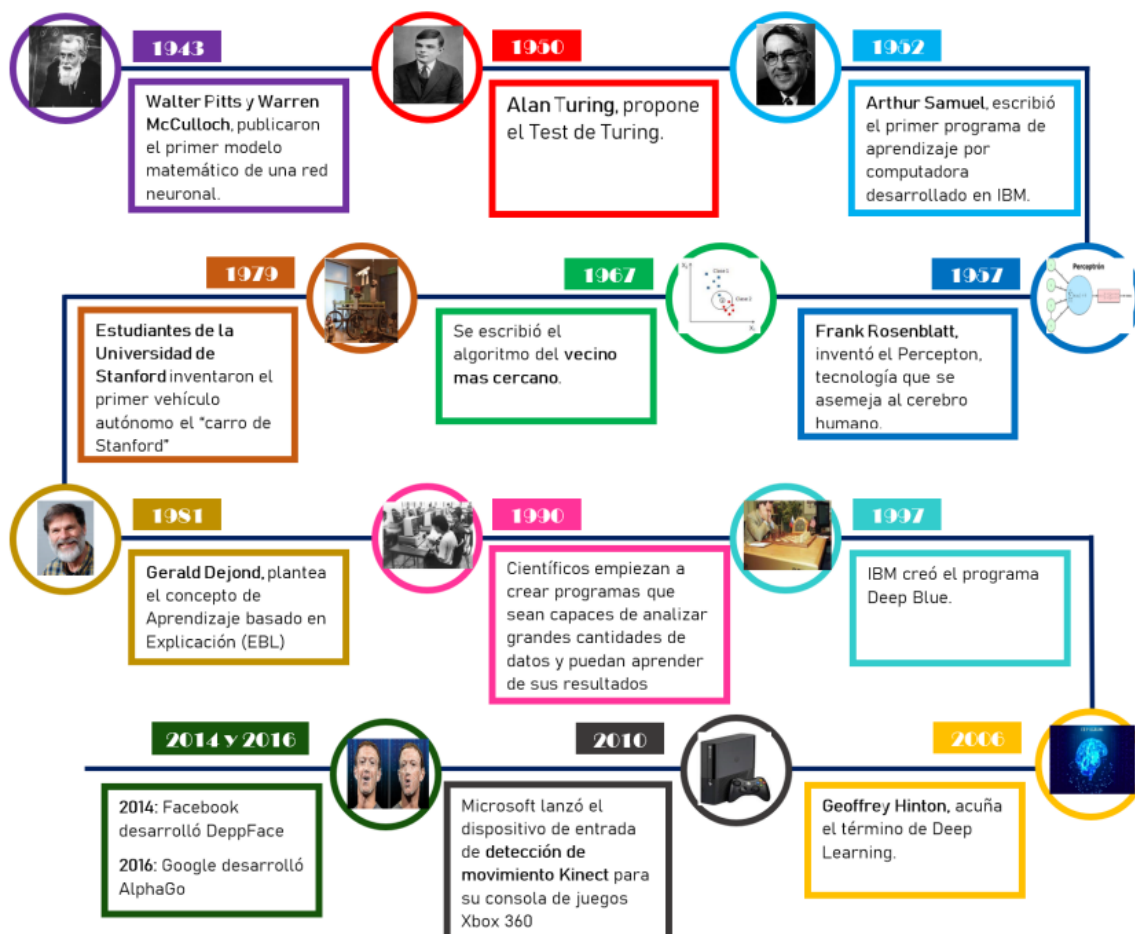 1943
Walter Pitts y Warren
McCulloch, publicaron
el primer modelo
matemático de una red
neuronal.
1950
Alan Turing, propone
el Test de Turing.
1952
Arthur Samuel, escribió
el primer programa de
aprendizaje por
computadora
desarrollado en IBM.
1957
Perceptrón
Frank Rosenblatt,
inventó el Percepton,
tecnología que se
asemeja al cerebro
humano.
1967
X₂
Clase 1
Clase 2
X₁
Se escribió el
algoritmo del vecino
mas cercano.
1979
Estudiantes de la
Universidad de
Stanford inventaron el
primer vehículo
autónomo el "carro de
Stanford"
1981
Gerald Dejond, plantea
el concepto de
Aprendizaje basado en
Explicación (EBL)
1990
Científicos empiezan a
crear programas que
sean capaces de analizar
grandes cantidades de
datos y puedan aprender
de sus resultados
1997
IBM creó el programa
Deep Blue.
2006
Geoffrey Hinton, acuña
el término de Deep
Learning.
2010
Microsoft lanzó el
dispositivo de entrada
de detección de
movimiento Kinect para
su consola de juegos
Xbox 360
2014 y 2016
2014: Facebook
desarrolló DeppFace
2016: Google desarrolló
AlphaGo